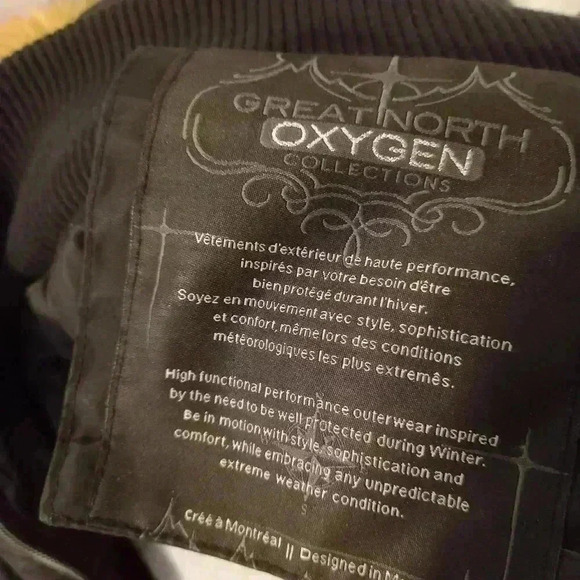 GREAT NORTH
OXYGEN
COLLECTIONS
Vêtements d'extérieur de haute performance,
inspirés par votre besoin d'être
bien protégé durant l'hiver.
Soyez en mouvement avec style, sophistication
et confort, même lors des conditions
météorologiques les plus extremês.
High functional performance outerwear inspired
by the need to be well protected during Winter.
Be in motion with style, sophistication and
comfort, while embracing any unpredictable
extreme weather condition.
S
Créé à Montréal || Designed in